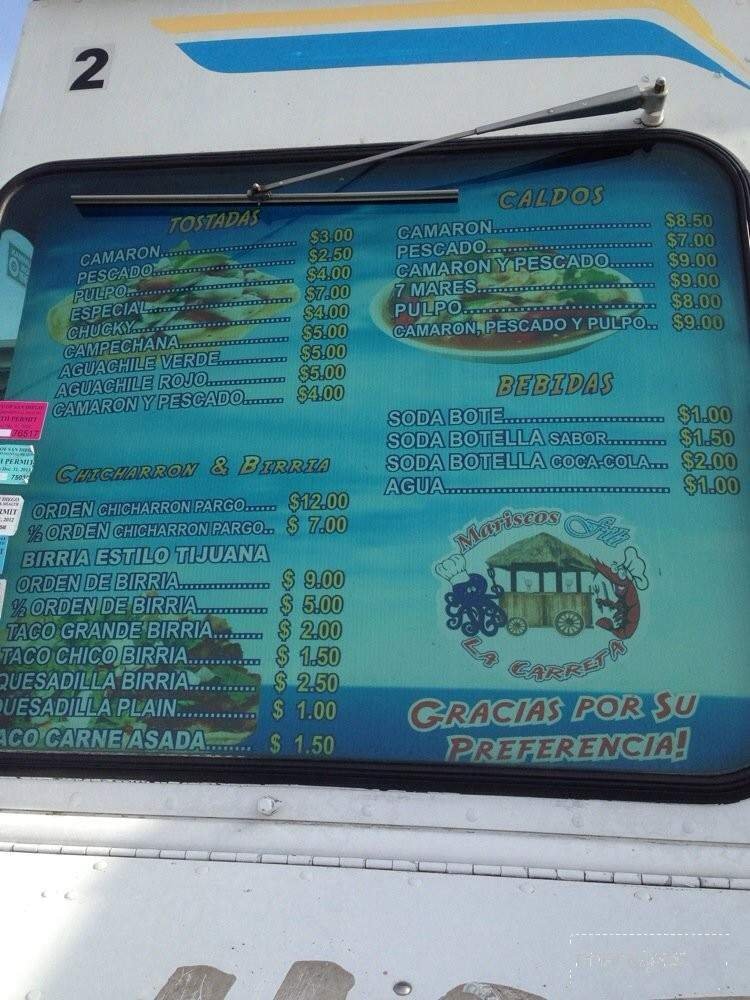 2
TOSTADAS
CAMARON $3.00
PESCADO $2.50
PULPO $4.00
ESPECIAL $7.00
CHUCKY $4.00
CAMPECHANA $5.00
AGUACHILE VERDE $5.00
AGUACHILE ROJO $5.00
CAMARON Y PESCADO $4.00
CHICHARRON & BIRRIA
ORDEN CHICHARRON PARGO $12.00
½ ORDEN CHICHARRON PARGO $ 7.00
BIRRIA ESTILO TIJUANA
ORDEN DE BIRRIA $ 9.00
½ ORDEN DE BIRRIA $ 5.00
TACO GRANDE BIRRIA $ 2.00
TACO CHICO BIRRIA $ 1.50
QUESADILLA BIRRIA $ 2.50
UESADILLA PLAIN $ 1.00
ACO CARNE ASADA $ 1.50
CALDOS
CAMARON $8.50
PESCADO $7.00
CAMARON Y PESCADO $9.00
7 MARES $9.00
PULPO $8.00
CAMARON, PESCADO Y PULPO $9.00
BEBIDAS
SODA BOTE $1.00
SODA BOTELLA SABOR $1.50
SODA BOTELLA COCA-COLA $2.00
AGUA $1.00
Mariscos
LA CARRETA
GRACIAS POR SU
PREFERENCIA!
76517